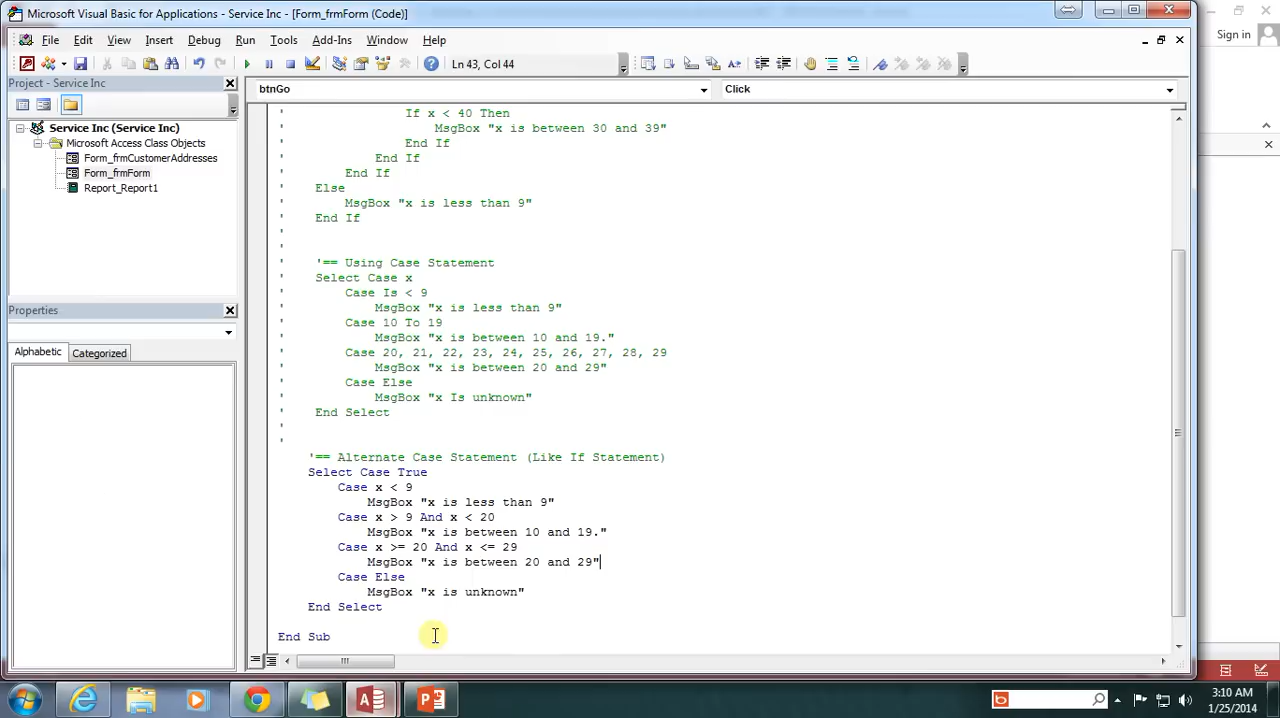 Microsoft Visual Basic for Applications - Service Inc - [Form_frmForm (Code)]
Sign in
File Edit View Insert Debug Run Tools Add-Ins Window Help
Ln 43, Col 44
Project - Service Inc
btnGo Click
Service Inc (Service Inc)
Microsoft Access Class Objects
Form_frmCustomerAddresses
Form_frmForm
Report_Report1
Properties
Alphabetic Categorized
' If x < 40 Then
' MsgBox "x is between 30 and 39"
' End If
' End If
' End If
' Else
' MsgBox "x is less than 9"
' End If
'
'
' '== Using Case Statement
' Select Case x
' Case Is < 9
' MsgBox "x is less than 9"
' Case 10 To 19
' MsgBox "x is between 10 and 19."
' Case 20, 21, 22, 23, 24, 25, 26, 27, 28, 29
' MsgBox "x is between 20 and 29"
' Case Else
' MsgBox "x Is unknown"
' End Select
'
'
'== Alternate Case Statement (Like If Statement)
Select Case True
Case x < 9
MsgBox "x is less than 9"
Case x > 9 And x < 20
MsgBox "x is between 10 and 19."
Case x >= 20 And x <= 29
MsgBox "x is between 20 and 29"
Case Else
MsgBox "x is unknown"
End Select
End Sub
3:10 AM
1/25/2014